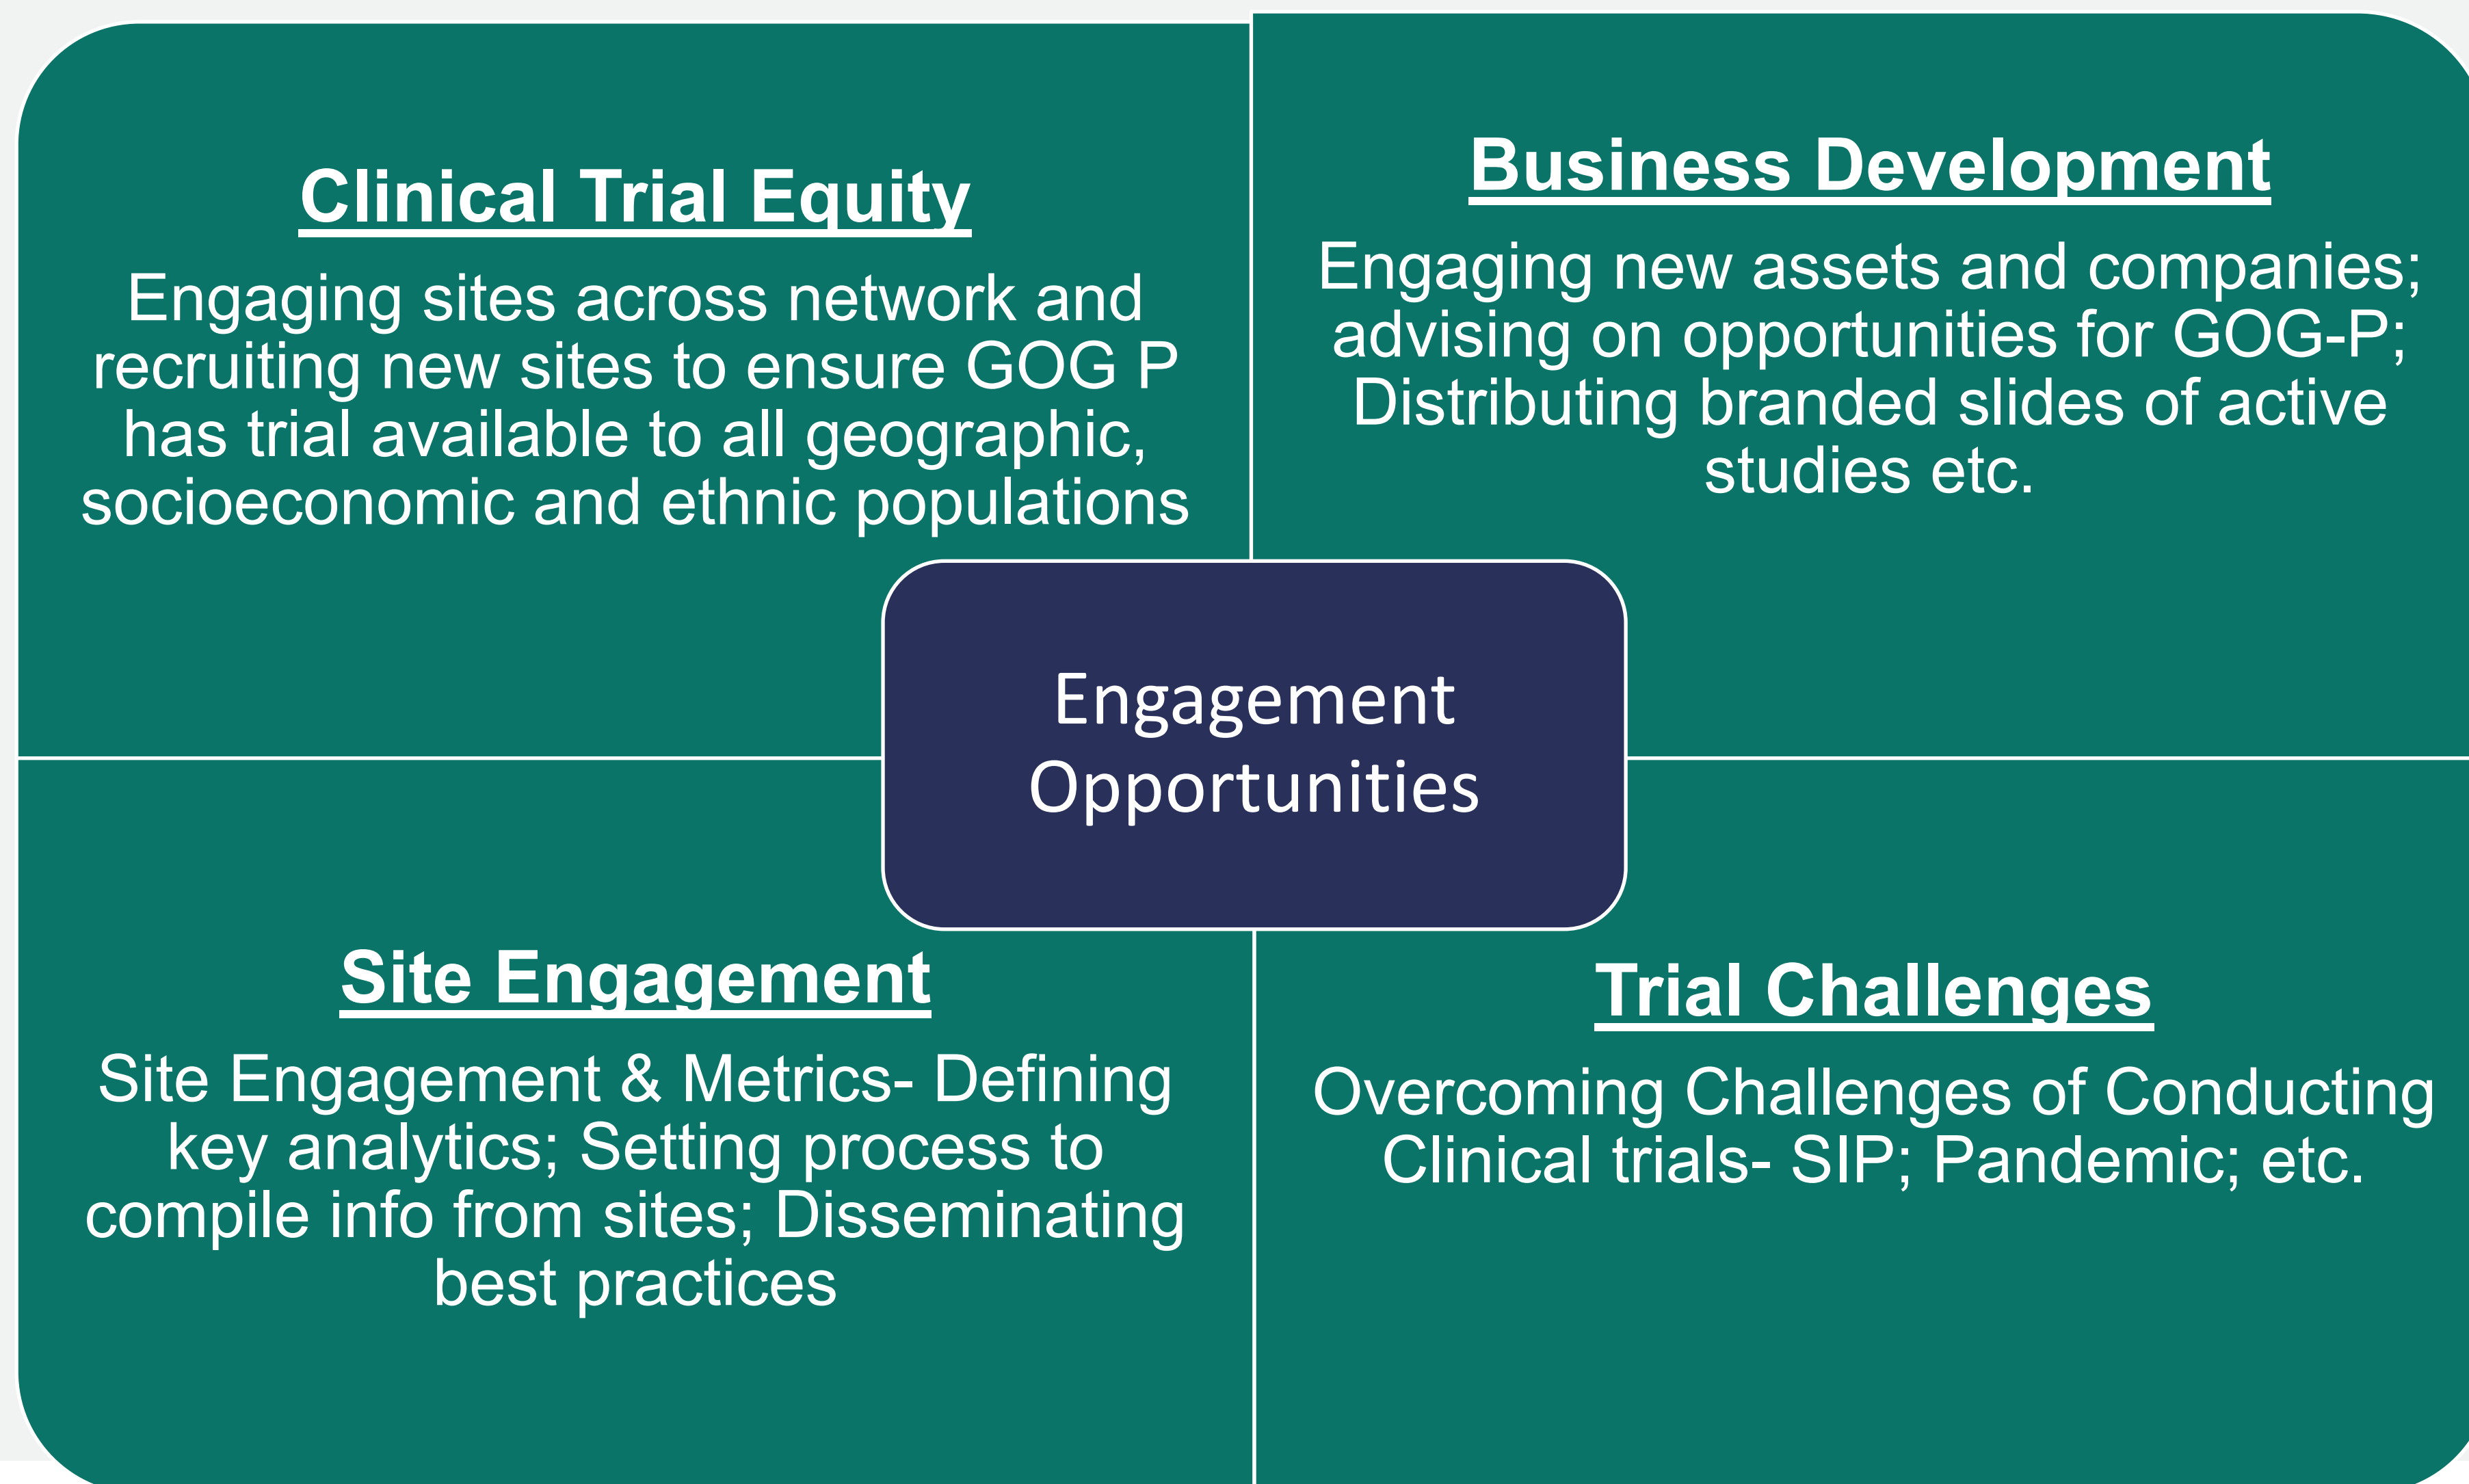 Clinical Trial Equity
Engaging sites across network and
recruiting new sites to ensure GOG P
has trial available to all geographic,
socioeconomic and ethnic populations
Business Development
Engaging new assets and companies;
advising on opportunities for GOG-P;
Distributing branded slides of active
studies etc.
Engagement
Opportunities
Site Engagement
Site Engagement & Metrics- Defining
key analytics; Setting process to
compile info from sites; Disseminating
best practices
Trial Challenges
Overcoming Challenges of Conducting
Clinical trials- SIP; Pandemic; etc.